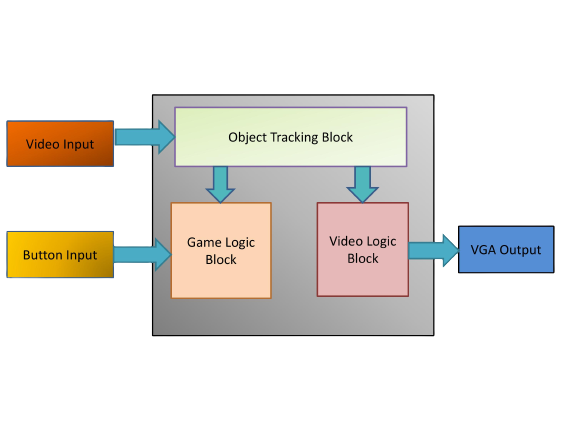 Object Tracking Block
Video Input
Game Logic
Block
Video Logic
Block
Button Input
VGA Output